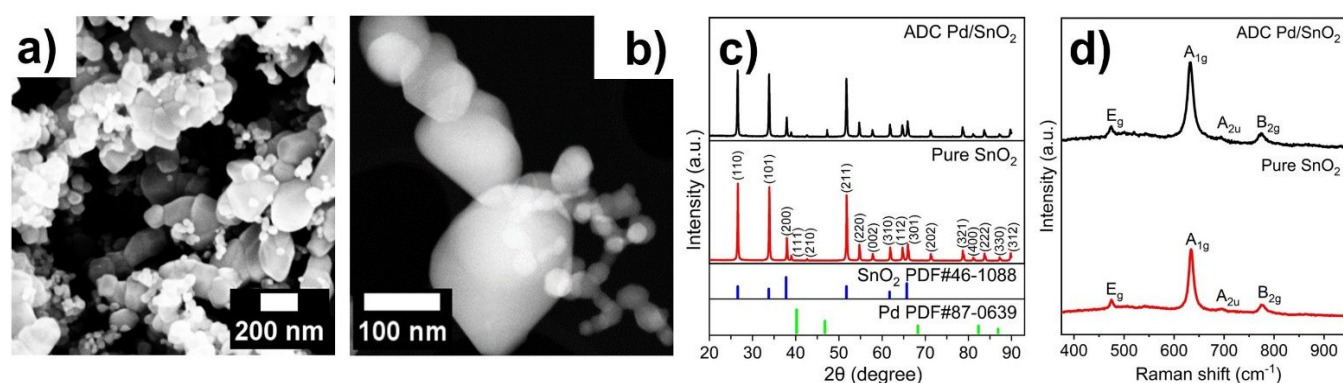 a)
200 nm
b)
100 nm
c)
ADC Pd/SnO₂
Pure SnO₂
(110)
(101)
(200)
(111)
(210)
(211)
(220)
(002)
(310)
(112)
(301)
(202)
(321)
(400)
(222)
(330)
(312)
SnO₂ PDF#46-1088
Pd PDF#87-0639
Intensity (a.u.)
20 30 40 50 60 70 80 90
2θ (degree)
d)
ADC Pd/SnO₂
A1g
Eg
A2u
B2g
Pure SnO₂
A1g
Eg
A2u
B2g
Intensity (a.u.)
400 500 600 700 800 900
Raman shift (cm⁻¹)